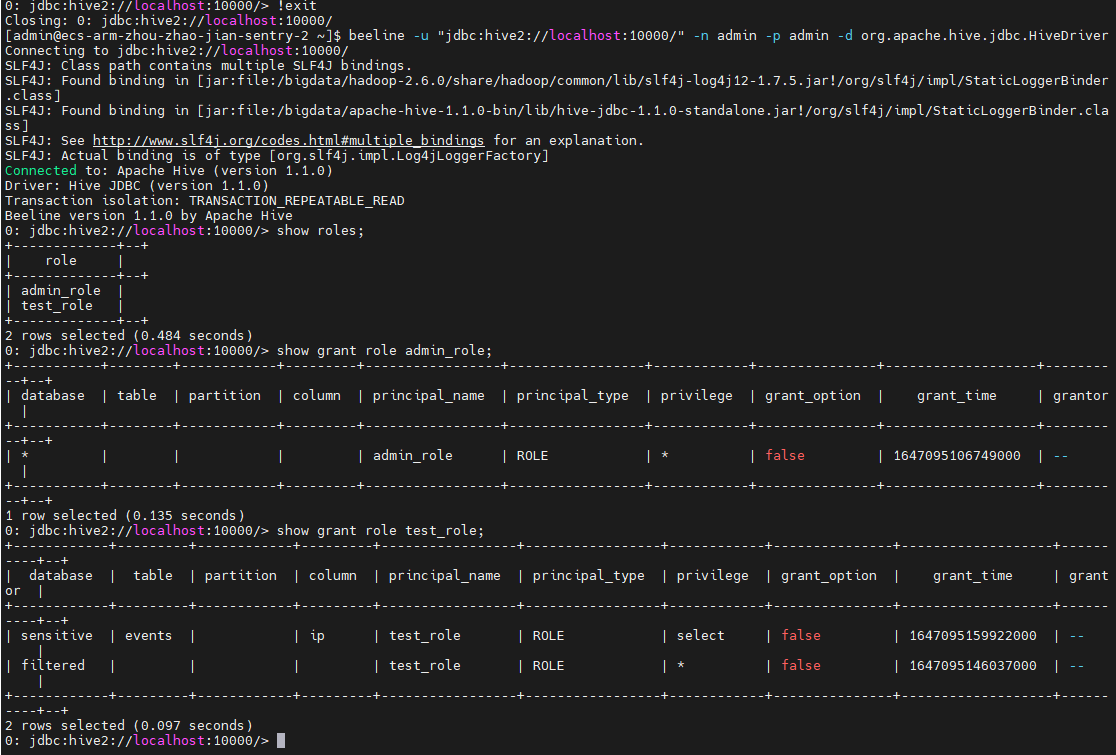 0: jdbc:hive2://localhost:10000/> !exit
Closing: 0: jdbc:hive2://localhost:10000/
[admin@ecs-arm-zhou-zhao-jian-sentry-2 ~]$ beeline -u "jdbc:hive2://localhost:10000/" -n admin -p admin -d org.apache.hive.jdbc.HiveDriver
Connecting to jdbc:hive2://localhost:10000/
SLF4J: Class path contains multiple SLF4J bindings.
SLF4J: Found binding in [jar:file:/bigdata/hadoop-2.6.0/share/hadoop/common/lib/slf4j-log4j12-1.7.5.jar!/org/slf4j/impl/StaticLoggerBinder
.class]
SLF4J: Found binding in [jar:file:/bigdata/apache-hive-1.1.0-bin/lib/hive-jdbc-1.1.0-standalone.jar!/org/slf4j/impl/StaticLoggerBinder.cla
ss]
SLF4J: See http://www.slf4j.org/codes.html#multiple_bindings for an explanation.
SLF4J: Actual binding is of type [org.slf4j.impl.Log4jLoggerFactory]
Connected to: Apache Hive (version 1.1.0)
Driver: Hive JDBC (version 1.1.0)
Transaction isolation: TRANSACTION_REPEATABLE_READ
Beeline version 1.1.0 by Apache Hive
0: jdbc:hive2://localhost:10000/> show roles;
+-------------+--+
|    role     |
+-------------+--+
| admin_role  |
| test_role   |
+-------------+--+
2 rows selected (0.484 seconds)
0: jdbc:hive2://localhost:10000/> show grant role admin_role;
+-----------+--------+------------+---------+-----------------+-----------------+------------+---------------+-------------------+--------
--+--+
| database  | table  | partition  | column  | principal_name  | principal_type  | privilege  | grant_option  |    grant_time     | grantor
  |
+-----------+--------+------------+---------+-----------------+-----------------+------------+---------------+-------------------+--------
--+--+
| *         |        |            |         | admin_role      | ROLE            | *          | false         | 1647095106749000  | --
  |
+-----------+--------+------------+---------+-----------------+-----------------+------------+---------------+-------------------+--------
--+--+
1 row selected (0.135 seconds)
0: jdbc:hive2://localhost:10000/> show grant role test_role;
+------------+---------+------------+---------+-----------------+-----------------+------------+---------------+-------------------+------
----+--+
|  database  |  table  | partition  | column  | principal_name  | principal_type  | privilege  | grant_option  |    grant_time     | grant
or  |
+------------+---------+------------+---------+-----------------+-----------------+------------+---------------+-------------------+------
----+--+
| sensitive  | events  |            | ip      | test_role       | ROLE            | select     | false         | 1647095159922000  | --
    |
| filtered   |         |            |         | test_role       | ROLE            | *          | false         | 1647095146037000  | --
    |
+------------+---------+------------+---------+-----------------+-----------------+------------+---------------+-------------------+------
----+--+
2 rows selected (0.097 seconds)
0: jdbc:hive2://localhost:10000/>